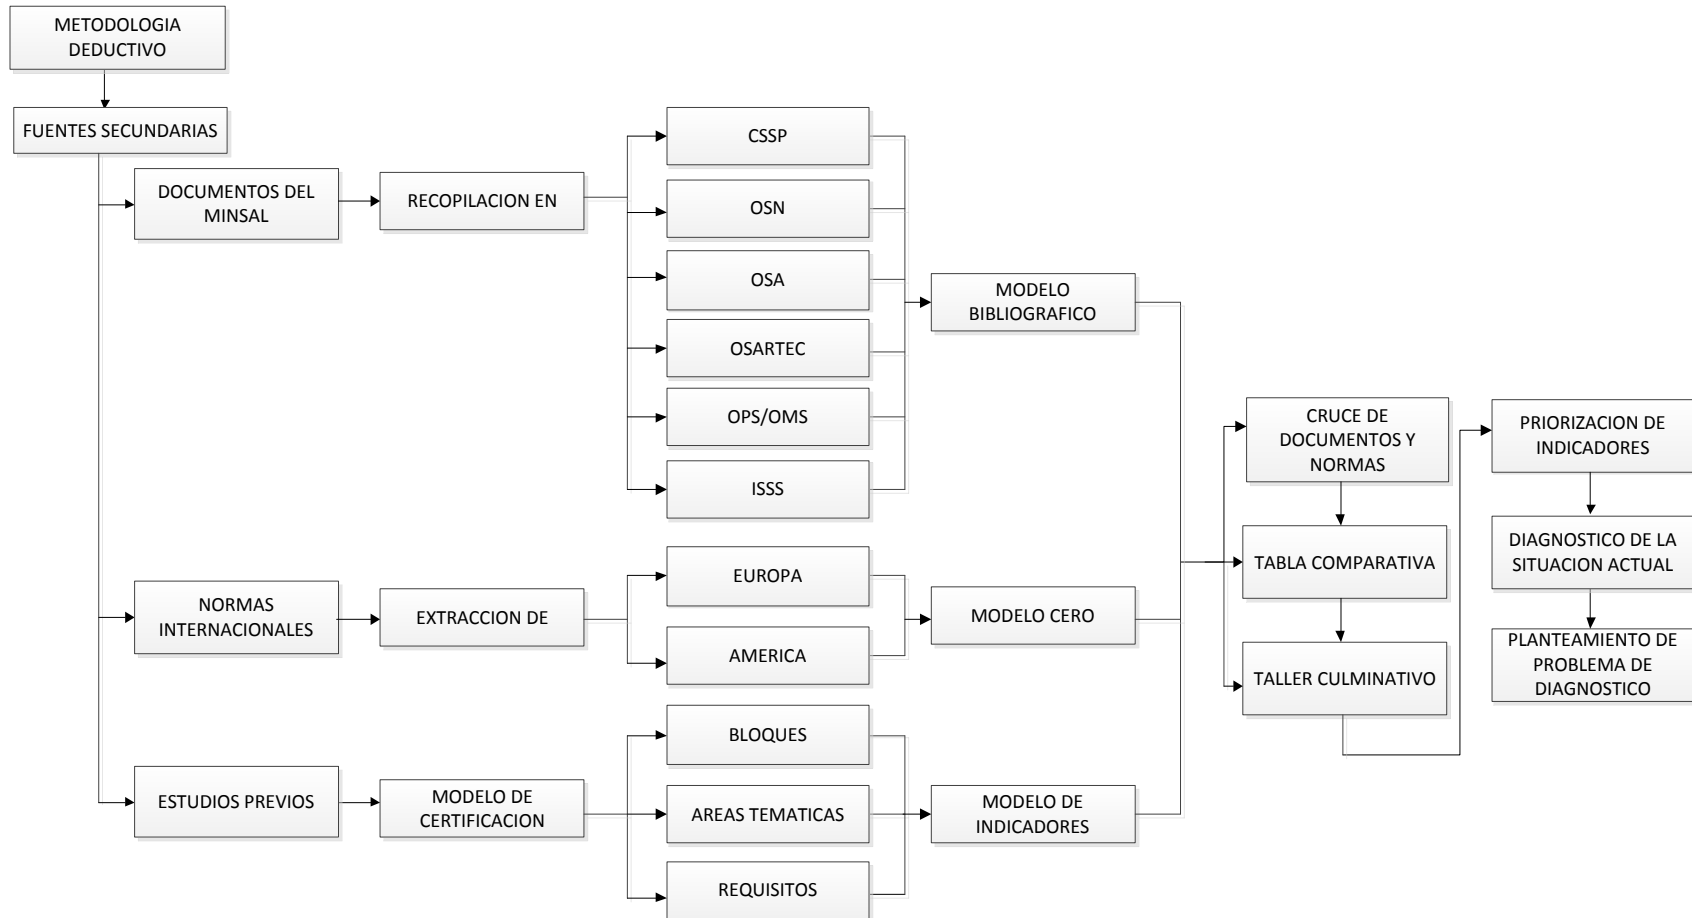 METODOLOGIA
DEDUCTIVO
FUENTES SECUNDARIAS
DOCUMENTOS DEL
MINSAL
RECOPILACION EN
CSSP
OSN
OSA
OSARTEC
OPS/OMS
ISSS
MODELO
BIBLIOGRAFICO
NORMAS
INTERNACIONALES
EXTRACCION DE
EUROPA
AMERICA
MODELO CERO
ESTUDIOS PREVIOS
MODELO DE
CERTIFICACION
BLOQUES
AREAS TEMATICAS
REQUISITOS
MODELO DE
INDICADORES
CRUCE DE
DOCUMENTOS Y
NORMAS
TABLA COMPARATIVA
TALLER CULMINATIVO
PRIORIZACION DE
INDICADORES
DIAGNOSTICO DE LA
SITUACION ACTUAL
PLANTEAMIENTO DE
PROBLEMA DE
DIAGNOSTICO